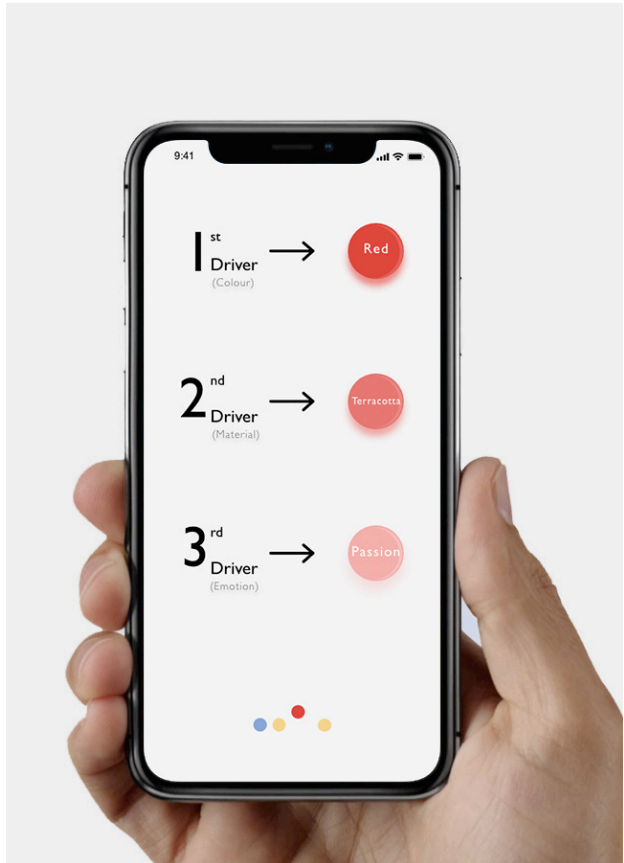 9:41
1st
Driver
(Colour)
Red
2nd
Driver
(Material)
Terracotta
3rd
Driver
(Emotion)
Passion